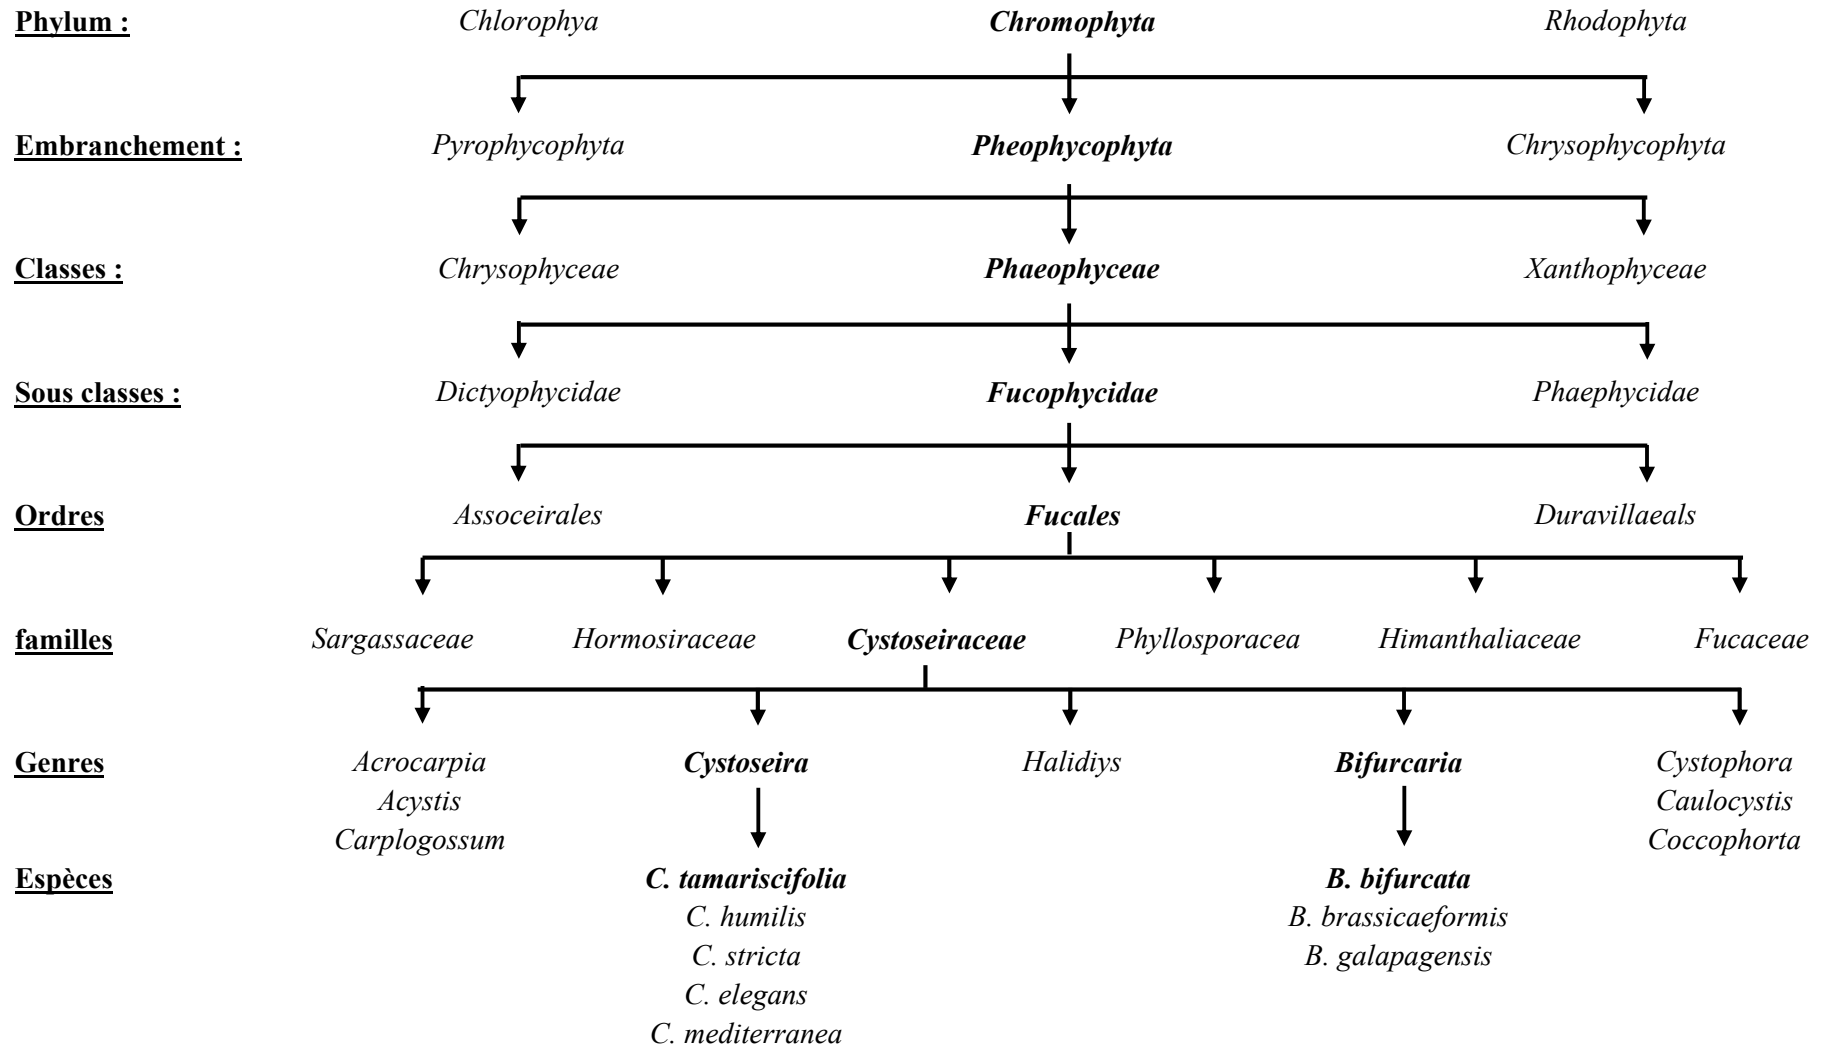 Phylum : Chlorophya Chromophyta Rhodophyta
Embranchement : Pyrophycophyta Pheophycophyta Chrysophycophyta
Classes : Chrysophyceae Phaeophyceae Xanthophyceae
Sous classes : Dictyophycidae Fucophycidae Phaephycidae
Ordres Assoceirales Fucales Duravillaeals
familles Sargassaceae Hormosiraceae Cystoseiraceae Phyllosporacea Himanthaliaceae Fucaceae
Genres Acrocarpia Cystoseira Halidiys Bifurcaria Cystophora
Acystis Caulocystis
Carplogossum Coccophorta
Espèces C. tamariscifolia B. bifurcata
C. humilis B. brassicaeformis
C. stricta B. galapagensis
C. elegans
C. mediterranea